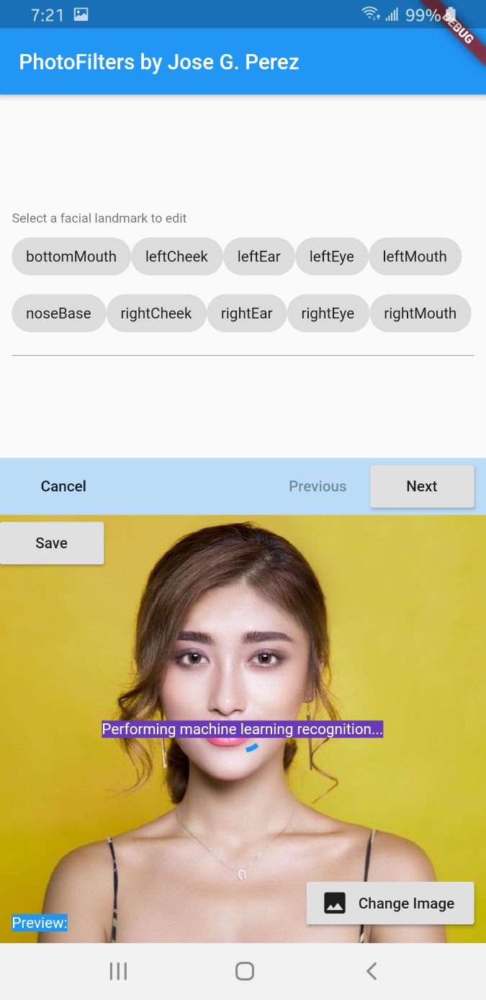 7:21 99%
DEBUG
PhotoFilters by Jose G. Perez
Select a facial landmark to edit
bottomMouth leftCheek leftEar leftEye leftMouth
noseBase rightCheek rightEar rightEye rightMouth
Cancel Previous Next
Save
Performing machine learning recognition...
Change Image
Preview: